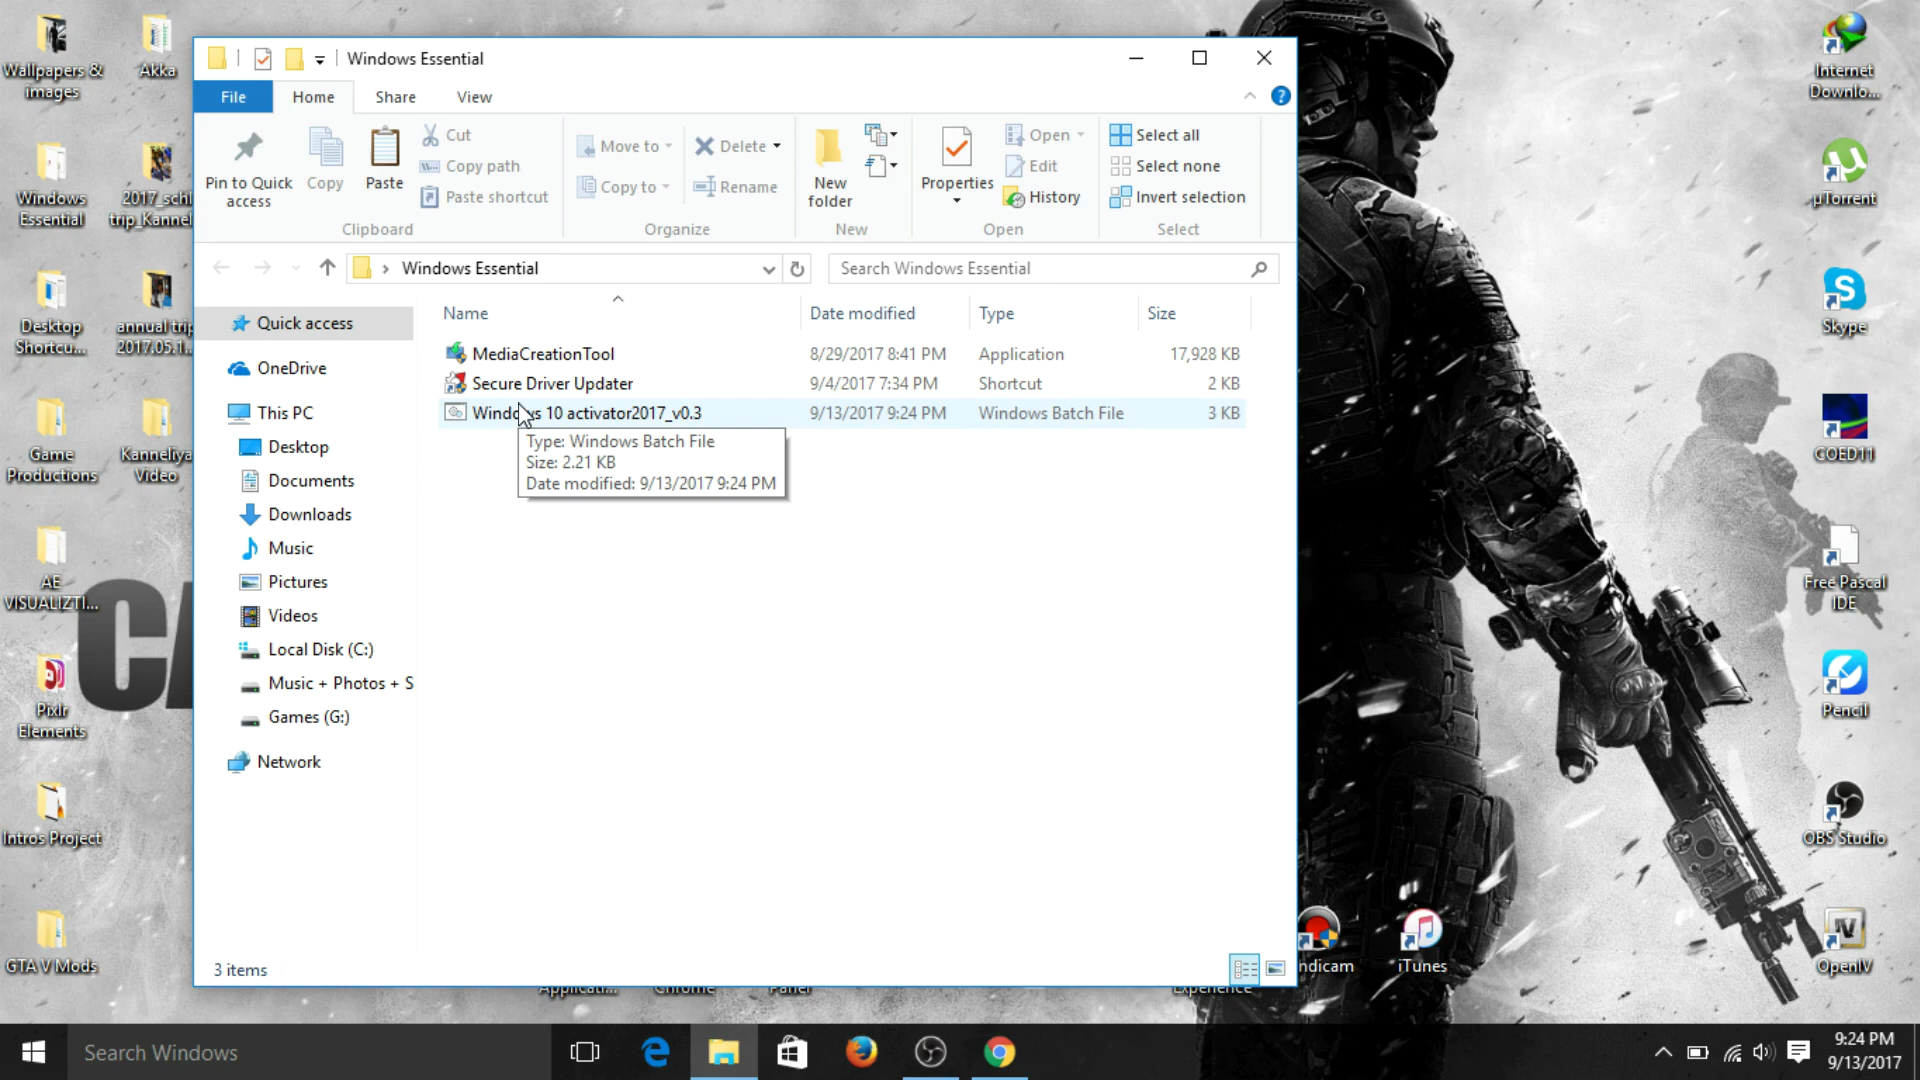 Wallpapers &
images
Akka
Windows
Essential
2017_schl
trip_Kannel
Desktop
Shortcu...
annual trip
2017.05.1...
Game
Productions
Kanneliya
Video
AE
VISUALIZTI...
Pixlr
Elements
Intros Project
GTA V Mods
CA
Windows Essential
File
Home
Share
View
Pin to Quick
access
Copy
Paste
Cut
Copy path
Paste shortcut
Clipboard
Move to
Copy to
Delete
Rename
Organize
New
folder
New
Properties
Open
Edit
History
Open
Select all
Select none
Invert selection
Select
Windows Essential
Search Windows Essential
Quick access
OneDrive
This PC
Desktop
Documents
Downloads
Music
Pictures
Videos
Local Disk (C:)
Music + Photos + S
Games (G:)
Network
Name Date modified Type Size
MediaCreationTool 8/29/2017 8:41 PM Application 17,928 KB
Secure Driver Updater 9/4/2017 7:34 PM Shortcut 2 KB
Windows 10 activator2017_v0.3 9/13/2017 9:24 PM Windows Batch File 3 KB
Type: Windows Batch File
Size: 2.21 KB
Date modified: 9/13/2017 9:24 PM
3 items
Applicati...
Chrome
Panel
Experience
ndicam
iTunes
Internet
Downlo...
µTorrent
Skype
COED11
Free Pascal
IDE
Pencil
OBS Studio
OpenIV
Search Windows
9:24 PM
9/13/2017